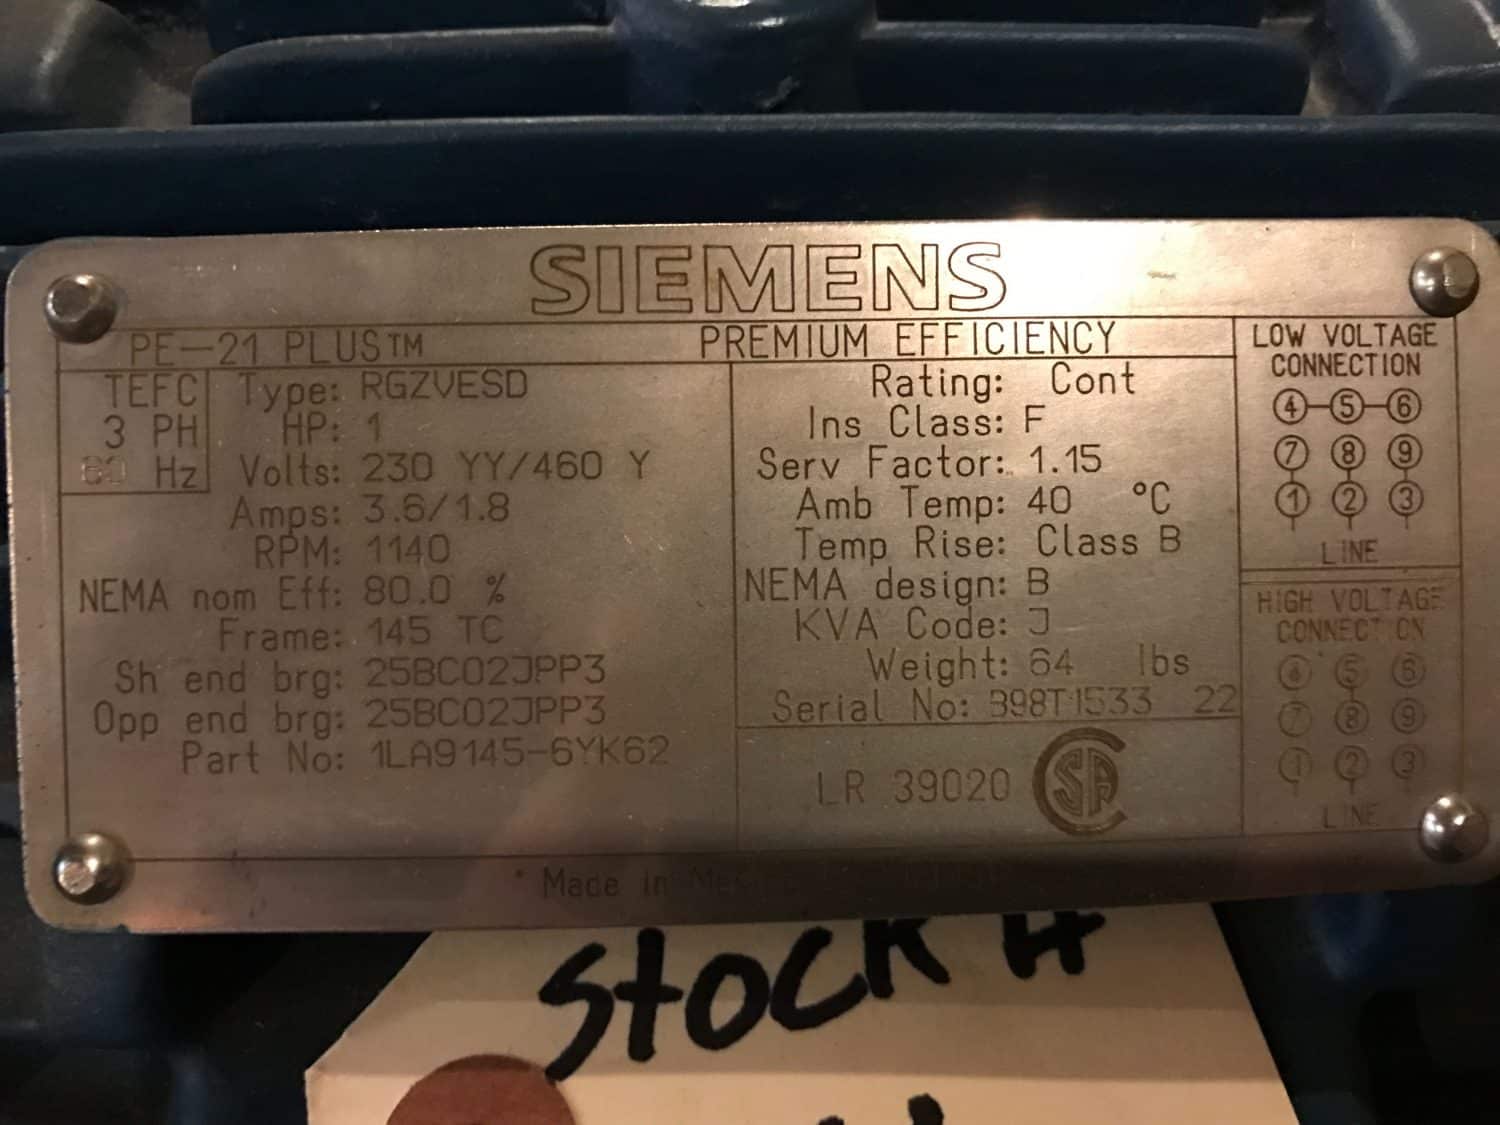 SIEMENS
PE-21 PLUS™ PREMIUM EFFICIENCY
TEFC
3 PH
60 Hz
Type: RGZVESD
HP: 1
Volts: 230 YY/460 Y
Amps: 3.6/1.8
RPM: 1140
NEMA nom Eff: 80.0 %
Frame: 145 TC
Sh end brg: 25BC02JPP3
Opp end brg: 25BC02JPP3
Part No: 1LA9145-6YK62
Rating: Cont
Ins Class: F
Serv Factor: 1.15
Amb Temp: 40 °C
Temp Rise: Class B
NEMA design: B
KVA Code: J
Weight: 64 lbs
Serial No: 22
LR 39020 SA
LOW VOLTAGE
CONNECTION
4-5-6
7 8 9
1 2 3
LINE
HIGH VOLTAGE
CONNECTION
4 5 6
7 8 9
1 2 3
LINE
Made in
Stock #